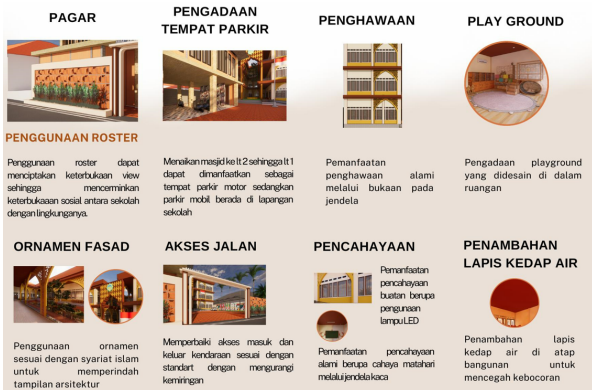 PAGAR
PENGGUNAAN ROSTER
Penggunaan roster dapat
menciptakan keterbukaan view
sehingga mencerminkan
keterbukaaan sosial antara sekolah
dengan lingkunganya.
PENGADAAN
TEMPAT PARKIR
Menaikan masjid ke lt 2 sehingga lt 1
dapat dimanfaatkan sebagai
tempat parkir motor sedangkan
parkir mobil berada di lapangan
sekolah
PENGHAWAAN
Pemanfaatan
penghawaan alami
melalui bukaan pada
jendela
PLAY GROUND
Pengadaan playground
yang didesain di dalam
ruangan
ORNAMEN FASAD
Penggunaan ornamen
sesuai dengan syariat islam
untuk memperindah
tampilan arsitektur
AKSES JALAN
Memperbaiki akses masuk dan
keluar kendaraan sesuai dengan
standart dengan mengurangi
kemiringan
PENCAHAYAAN
Pemanfaatan
pencahayaan
buatan berupa
pengunaan
lampu LED
Pemanfaatan pencahayaan
alami berupa cahaya matahari
melalui jendela kaca
PENAMBAHAN
LAPIS KEDAP AIR
Penambahan lapis
kedap air di atap
bangunan untuk
mencegah kebocoran